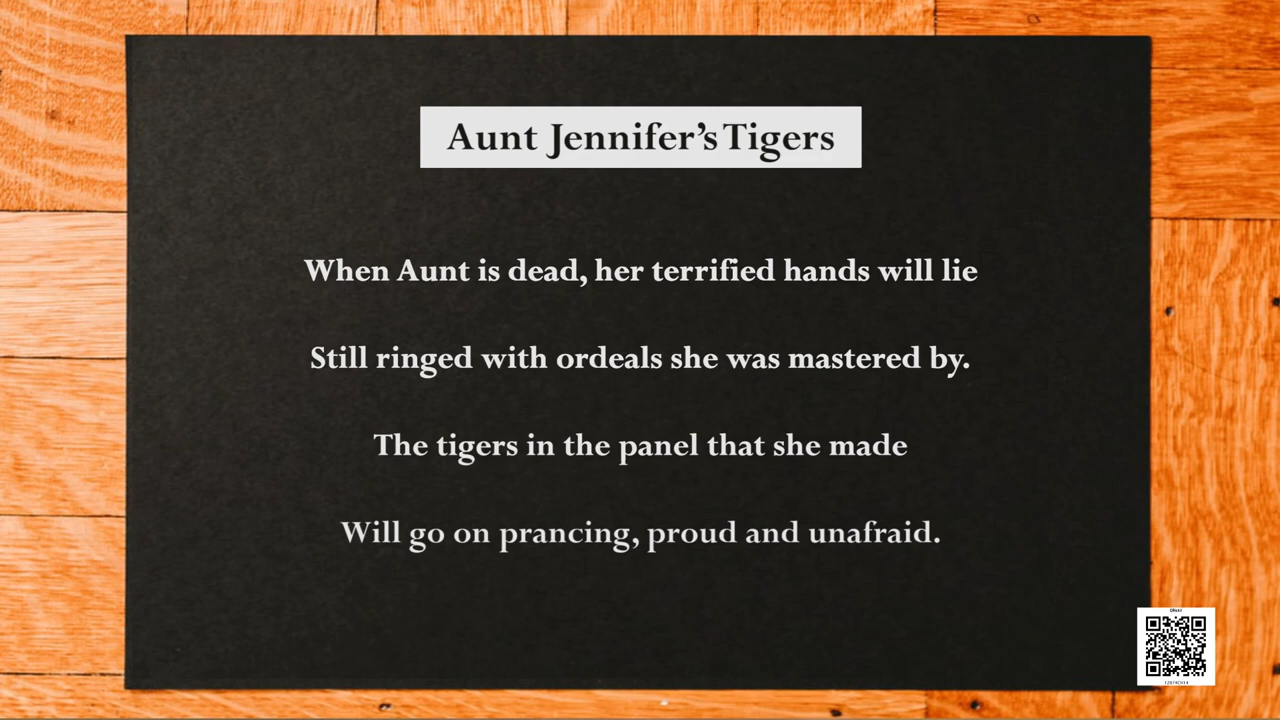 Aunt Jennifer’s Tigers
When Aunt is dead, her terrified hands will lie
Still ringed with ordeals she was mastered by.
The tigers in the panel that she made
Will go on prancing, proud and unafraid.